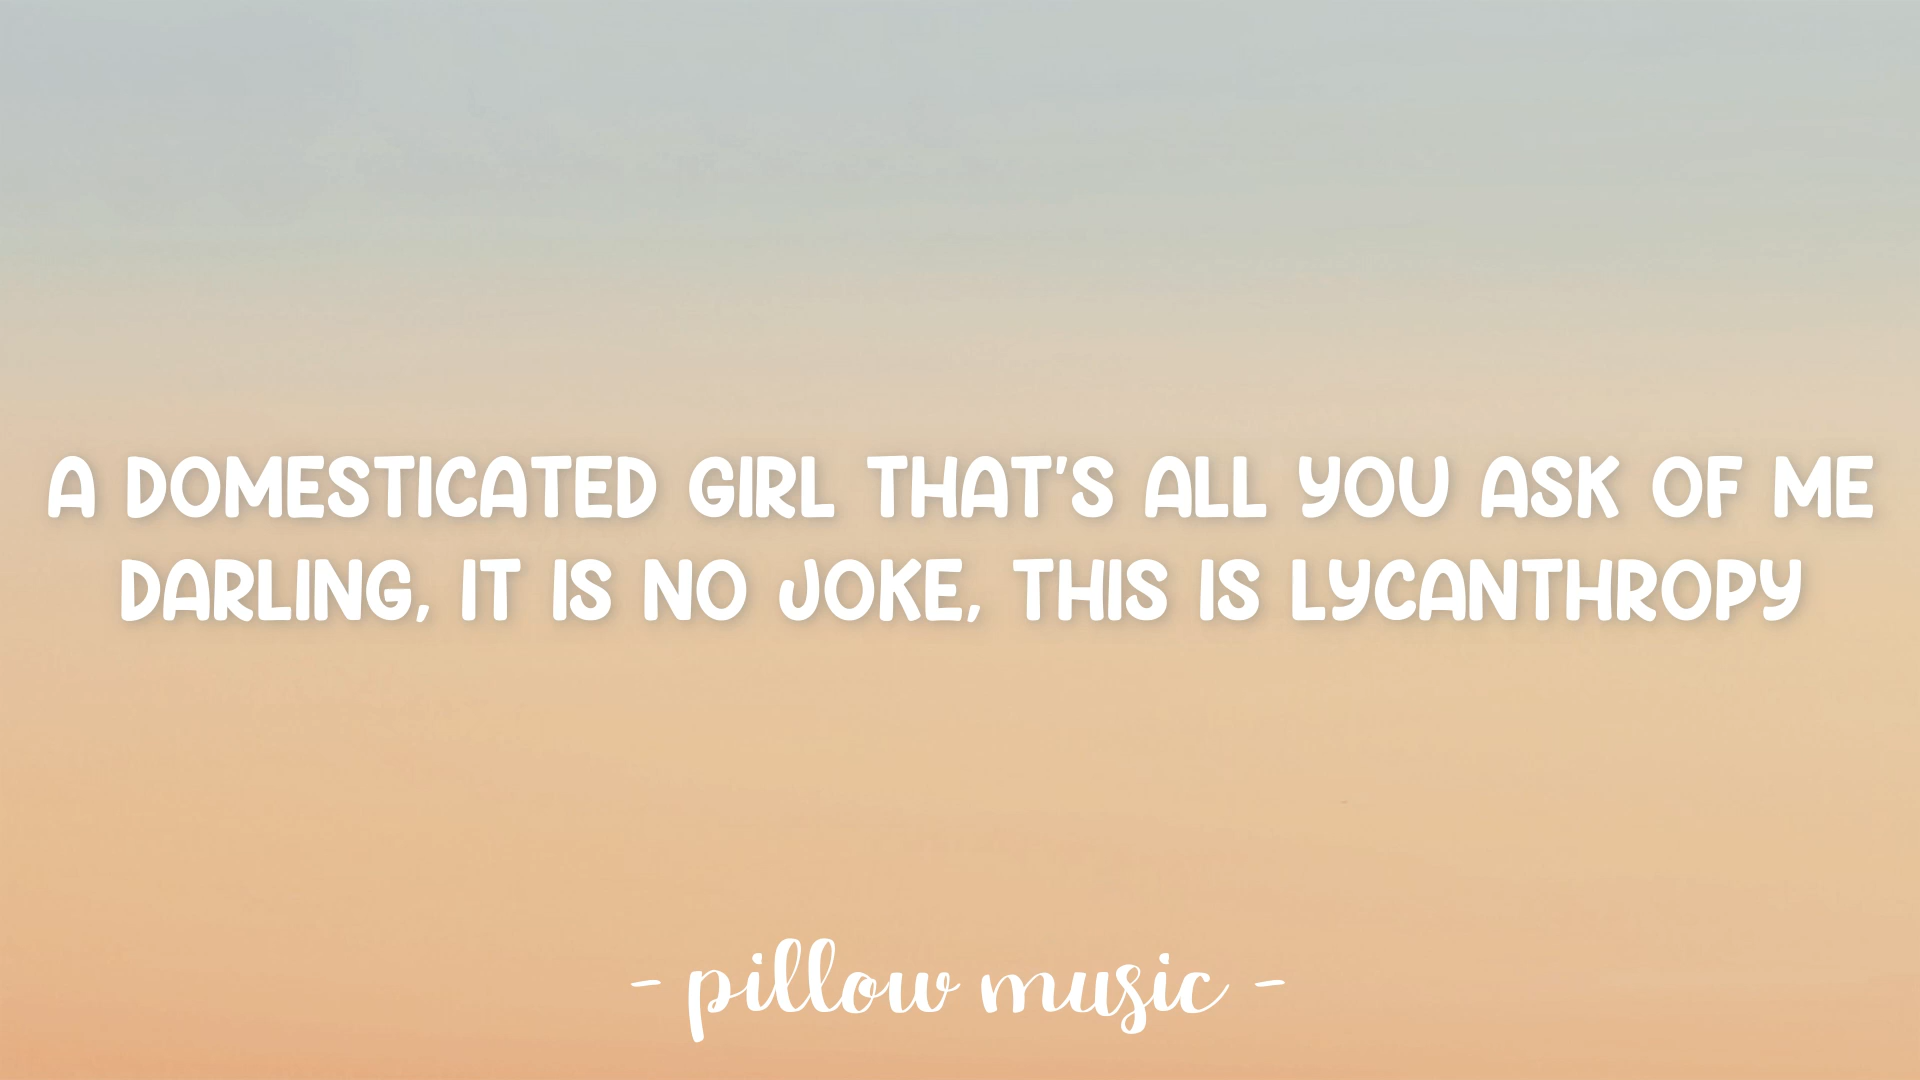 A DOMESTICATED GIRL THAT'S ALL YOU ASK OF ME
DARLING, IT IS NO JOKE, THIS IS LYCANTHROPY
- pillow music -